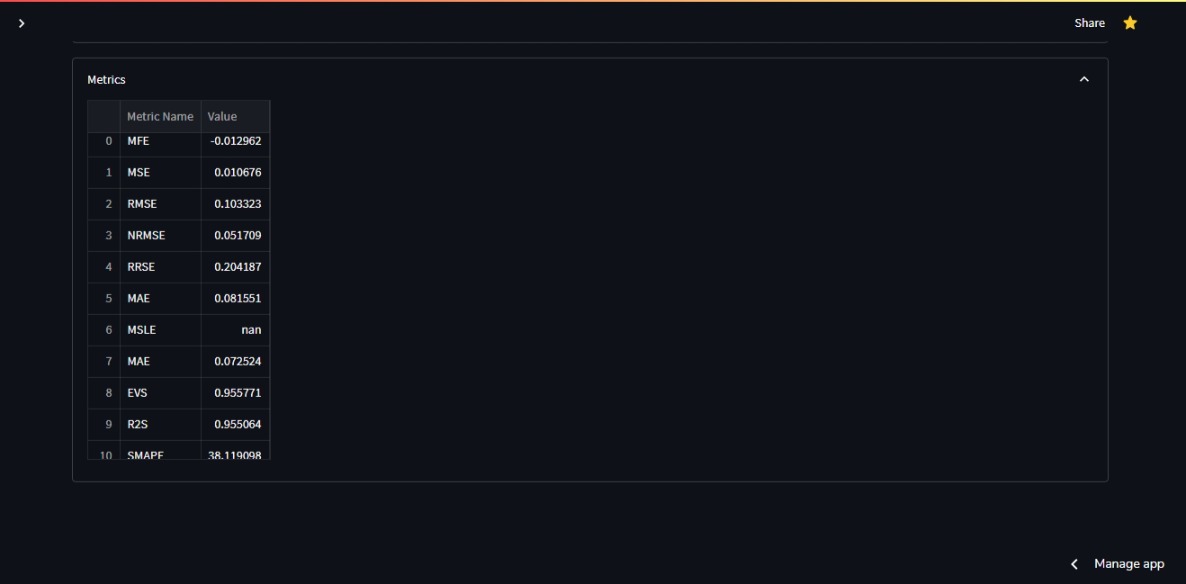 Share
Metrics
Metric Name Value
0 MFE -0.012962
1 MSE 0.010676
2 RMSE 0.103323
3 NRMSE 0.051709
4 RRSE 0.204187
5 MAE 0.081551
6 MSLE nan
7 MAE 0.072524
8 EVS 0.955771
9 R2S 0.955064
10 SMAPE 38.119098
Manage app